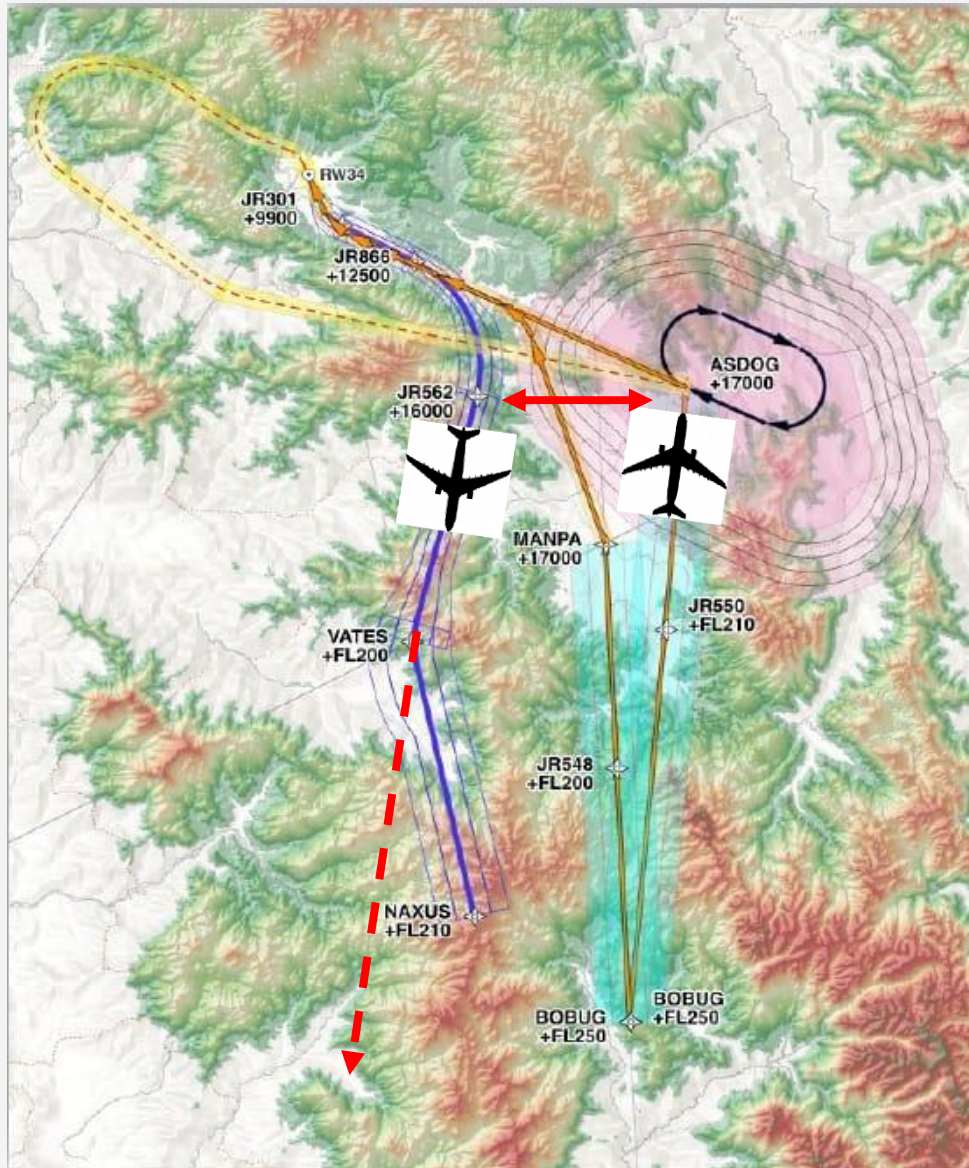 RW34
JR301
+9900
JR866
+12500
ASDOG
+17000
JR562
+16000
MANPA
+17000
JR550
+FL210
VATES
+FL200
JR548
+FL200
NAXUS
+FL210
BOBUG
+FL250
BOBUG
+FL250